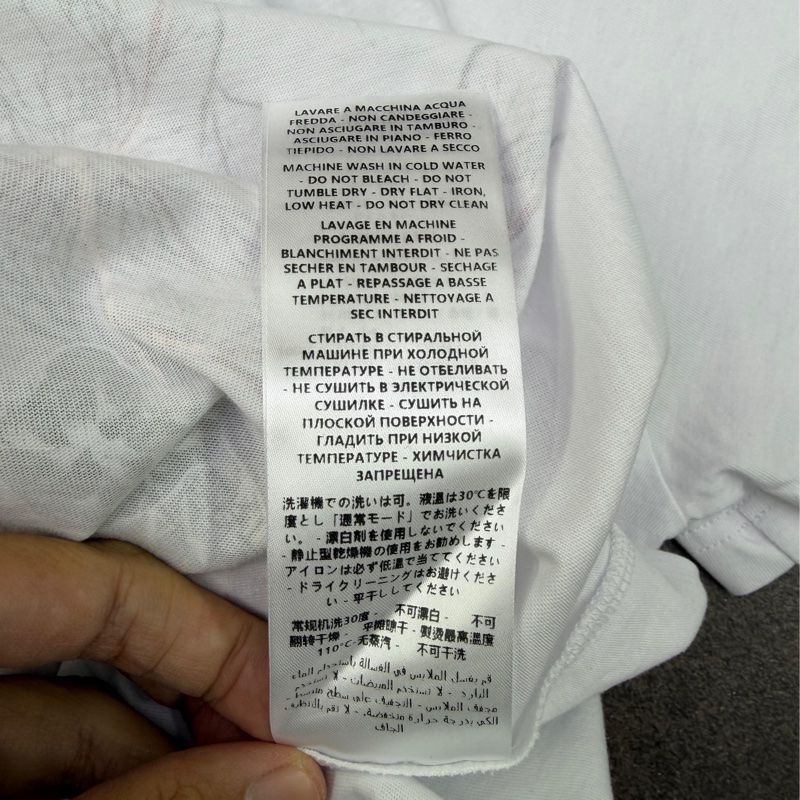 LAVARE A MACCHINA ACQUA
FREDDA - NON CANDEGGIARE -
NON ASCIUGARE IN TAMBURO -
ASCIUGARE IN PIANO - FERRO
TIEPIDO - NON LAVARE A SECCO
MACHINE WASH IN COLD WATER
- DO NOT BLEACH - DO NOT
TUMBLE DRY - DRY FLAT - IRON,
LOW HEAT - DO NOT DRY CLEAN
LAVAGE EN MACHINE
PROGRAMME A FROID -
BLANCHIMENT INTERDIT - NE PAS
SECHER EN TAMBOUR - SECHAGE
A PLAT - REPASSAGE A BASSE
TEMPERATURE - NETTOYAGE A
SEC INTERDIT
СТИРАТЬ В СТИРАЛЬНОЙ
МАШИНЕ ПРИ ХОЛОДНОЙ
ТЕМПЕРАТУРЕ - НЕ ОТБЕЛИВАТЬ
- НЕ СУШИТЬ В ЭЛЕКТРИЧЕСКОЙ
СУШИЛКЕ - СУШИТЬ НА
ПЛОСКОЙ ПОВЕРХНОСТИ -
ГЛАДИТЬ ПРИ НИЗКОЙ
ТЕМПЕРАТУРЕ - ХИМЧИСТКА
ЗАПРЕЩЕНА
洗濯機での洗いは可。液温は30℃を限
度とし「通常モード」でお洗いくださ
い。 - 漂白剤を使用しないでください
- 静止型乾燥機の使用をお勧めします -
アイロンは必ず低温で当ててください
- ドライクリーニングはお避けくださ
い - 平干ししてください
常规机洗30度 - 不可漂白 - 不可
翻转干燥 - 平摊晾干 - 熨烫最高温度
110°C-无蒸汽 - 不可干洗